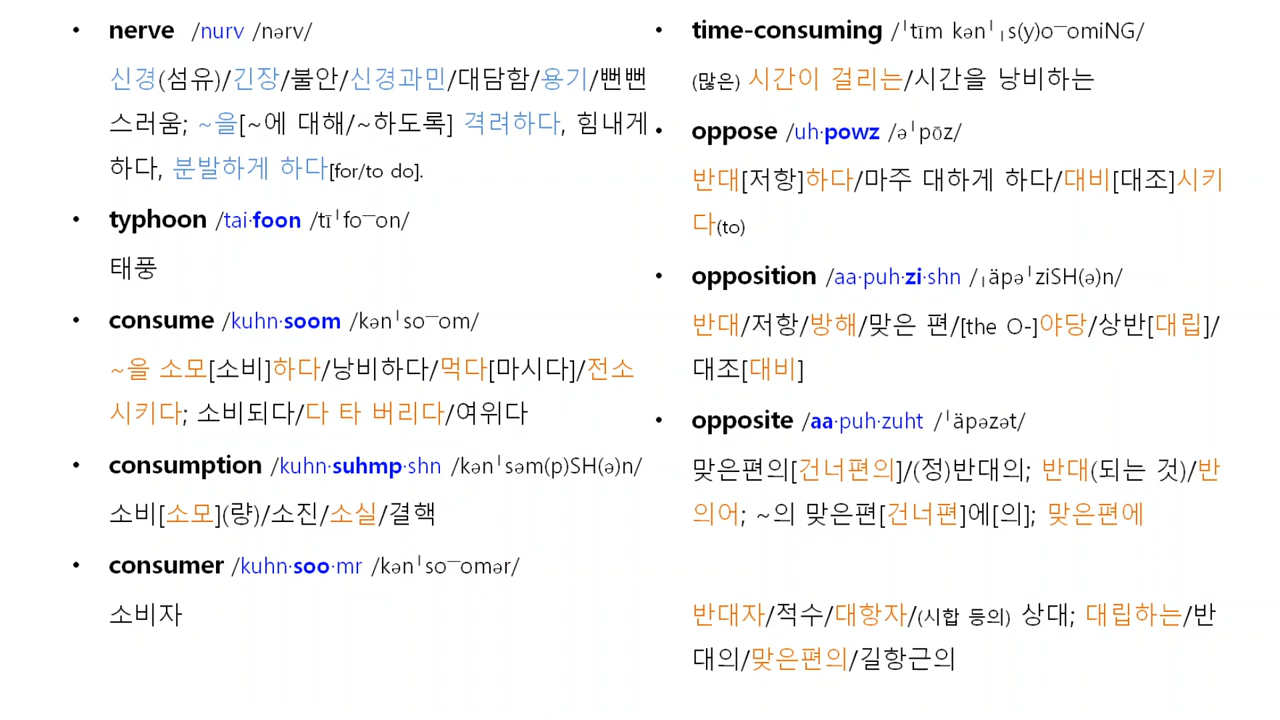 • nerve /nurv /nərv/
신경(섬유)/긴장/불안/신경과민/대담함/용기/뻔뻔
스러움; ~을[~에 대해/~하도록] 격려하다, 힘내게
하다, 분발하게 하다[for/to do].
• typhoon /tai·foon /tīˈfo͞on/
태풍
• consume /kuhn·soom /kənˈso͞om/
~을 소모[소비]하다/낭비하다/먹다[마시다]/전소
시키다; 소비되다/다 타 버리다/여위다
• consumption /kuhn·suhmp·shn /kənˈsəm(p)SH(ə)n/
소비[소모](량)/소진/소실/결핵
• consumer /kuhn·soo·mr /kənˈso͞omər/
소비자
• time-consuming /ˈtīm kənˈˌs(y)o͞omiNG/
(많은) 시간이 걸리는/시간을 낭비하는
• oppose /uh·powz /əˈpōz/
반대[저항]하다/마주 대하게 하다/대비[대조]시키
다(to)
• opposition /aa·puh·zi·shn /ˌäpəˈziSH(ə)n/
반대/저항/방해/맞은 편/[the O-]야당/상반[대립]/
대조[대비]
• opposite /aa·puh·zuht /ˈäpəzət/
맞은편의[건너편의]/(정)반대의; 반대(되는 것)/반
의어; ~의 맞은편[건너편]에[의]; 맞은편에
반대자/적수/대항자/(시합 등의) 상대; 대립하는/반
대의/맞은편의/길항근의